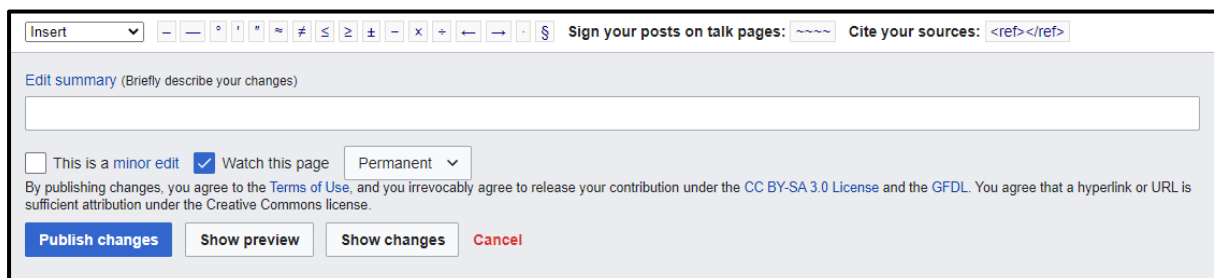 Insert – — ° ′ ″ ≈ ≠ ≤ ≥ ± − × ÷ ← → · § Sign your posts on talk pages: ~~~~ Cite your sources: <ref></ref>
Edit summary (Briefly describe your changes)
This is a minor edit Watch this page Permanent
By publishing changes, you agree to the Terms of Use, and you irrevocably agree to release your contribution under the CC BY-SA 3.0 License and the GFDL. You agree that a hyperlink or URL is
sufficient attribution under the Creative Commons license.
Publish changes Show preview Show changes Cancel